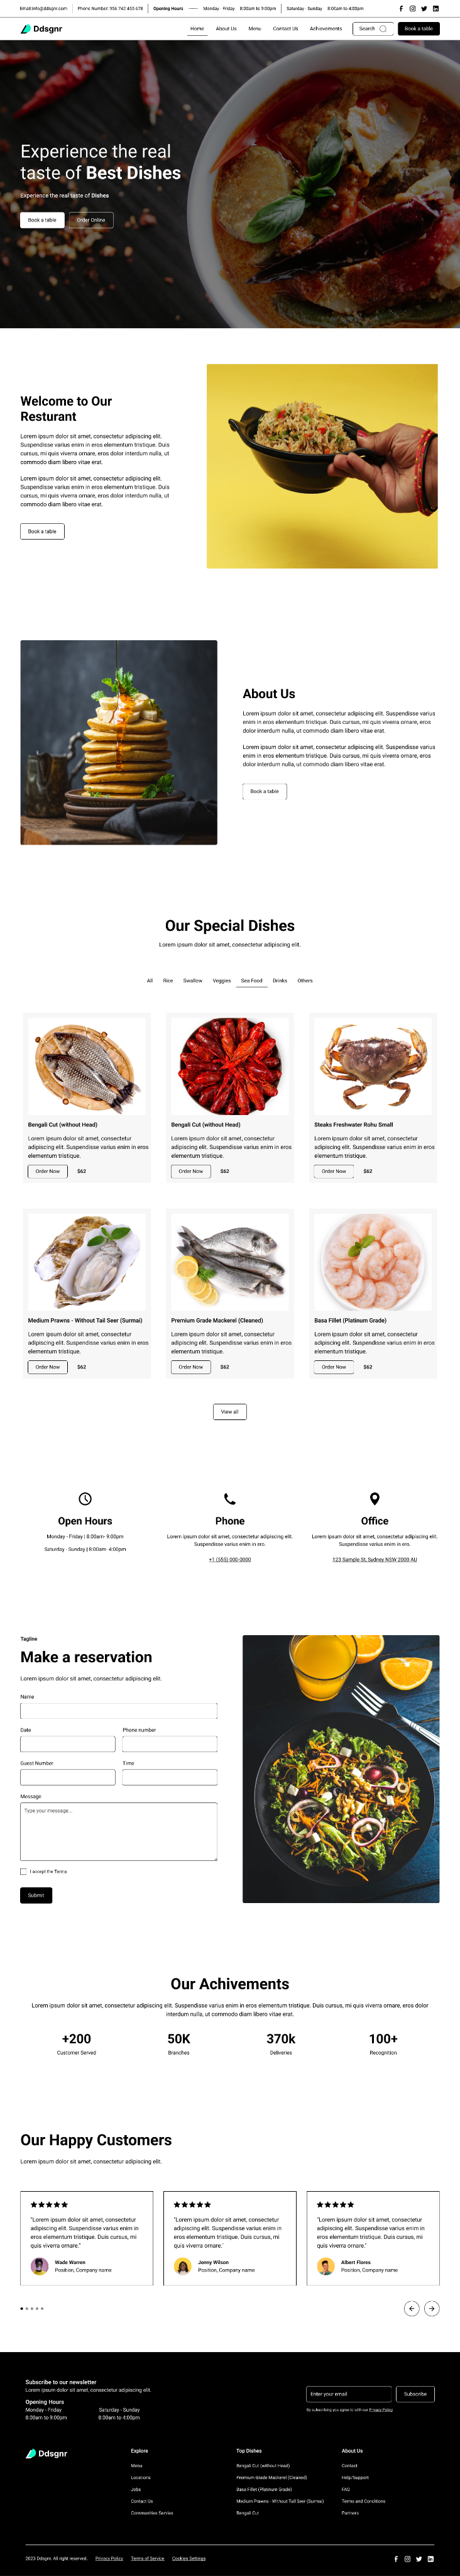 Email:Info@ddsgnr.com Phone Number: 956 742 455 678 Opening Hours Monday - Friday 8:00am to 9:00pm Saturday - Sunday 8:00am to 4:00pm
Ddsgnr Home About Us Menu Contact Us Achievements Search Book a table
Experience the real
taste of Best Dishes
Experience the real taste of Dishes
Book a table Order Online
Welcome to Our
Resturant
Lorem ipsum dolor sit amet, consectetur adipiscing elit.
Suspendisse varius enim in eros elementum tristique. Duis
cursus, mi quis viverra ornare, eros dolor interdum nulla, ut
commodo diam libero vitae erat.
Lorem ipsum dolor sit amet, consectetur adipiscing elit.
Suspendisse varius enim in eros elementum tristique. Duis
cursus, mi quis viverra ornare, eros dolor interdum nulla, ut
commodo diam libero vitae erat.
Book a table
About Us
Lorem ipsum dolor sit amet, consectetur adipiscing elit. Suspendisse varius
enim in eros elementum tristique. Duis cursus, mi quis viverra ornare, eros
dolor interdum nulla, ut commodo diam libero vitae erat.
Lorem ipsum dolor sit amet, consectetur adipiscing elit. Suspendisse varius
enim in eros elementum tristique. Duis cursus, mi quis viverra ornare, eros
dolor interdum nulla, ut commodo diam libero vitae erat.
Book a table
Our Special Dishes
Lorem ipsum dolor sit amet, consectetur adipiscing elit.
All Rice Swallow Veggies Sea Food Drinks Others
Bengali Cut (without Head)
Lorem ipsum dolor sit amet, consectetur
adipiscing elit. Suspendisse varius enim in eros
elementum tristique.
Order Now $62
Bengali Cut (without Head)
Lorem ipsum dolor sit amet, consectetur
adipiscing elit. Suspendisse varius enim in eros
elementum tristique.
Order Now $62
Steaks Freshwater Rohu Small
Lorem ipsum dolor sit amet, consectetur
adipiscing elit. Suspendisse varius enim in eros
elementum tristique.
Order Now $62
Medium Prawns - Without Tail Seer (Surmai)
Lorem ipsum dolor sit amet, consectetur
adipiscing elit. Suspendisse varius enim in eros
elementum tristique.
Order Now $62
Premium Grade Mackerel (Cleaned)
Lorem ipsum dolor sit amet, consectetur
adipiscing elit. Suspendisse varius enim in eros
elementum tristique.
Order Now $62
Basa Fillet (Platinum Grade)
Lorem ipsum dolor sit amet, consectetur
adipiscing elit. Suspendisse varius enim in eros
elementum tristique.
Order Now $62
View all
Open Hours
Monday - Friday | 8:00am- 9:00pm
Saturday - Sunday | 8:00am- 4:00pm
Phone
Lorem ipsum dolor sit amet, consectetur adipiscing elit.
Suspendisse varius enim in ero.
+1 (555) 000-0000
Office
Lorem ipsum dolor sit amet, consectetur adipiscing elit.
Suspendisse varius enim in ero.
123 Sample St, Sydney NSW 2000 AU
Tagline
Make a reservation
Lorem ipsum dolor sit amet, consectetur adipiscing elit.
Name
Date Phone number
Guest Number Time
Message
Type your message...
I accept the Terms
Submit
Our Achivements
Lorem ipsum dolor sit amet, consectetur adipiscing elit. Suspendisse varius enim in eros elementum tristique. Duis cursus, mi quis viverra ornare, eros dolor
interdum nulla, ut commodo diam libero vitae erat.
+200 50K 370k 100+
Customer Served Branches Deliveries Recognition
Our Happy Customers
Lorem ipsum dolor sit amet, consectetur adipiscing elit.
"Lorem ipsum dolor sit amet, consectetur
adipiscing elit. Suspendisse varius enim in
eros elementum tristique. Duis cursus, mi
quis viverra ornare."
Wade Warren
Position, Company name
"Lorem ipsum dolor sit amet, consectetur
adipiscing elit. Suspendisse varius enim in
eros elementum tristique. Duis cursus, mi
quis viverra ornare."
Jenny Wilson
Position, Company name
"Lorem ipsum dolor sit amet, consectetur
adipiscing elit. Suspendisse varius enim in
eros elementum tristique. Duis cursus, mi
quis viverra ornare."
Albert Flores
Position, Company name
Subscribe to our newsletter
Lorem ipsum dolor sit amet, consectetur adipiscing elit.
Opening Hours
Monday - Friday Saturday - Sunday
8:00am to 9:00pm 8:00am to 4:00pm
Enter your email Subscribe
By subscribing you agree to with our Privacy Policy
Ddsgnr
Explore
Menu
Locations
Jobs
Contact Us
Communities Service
Top Dishes
Bengali Cut (without Head)
Premium Grade Mackerel (Cleaned)
Basa Fillet (Platinum Grade)
Medium Prawns - Without Tail Seer (Surmai)
Bengali Cut
About Us
Contact
Help/Support
FAQ
Terms and Conditions
Partners
2023 Ddsgnr. All right reserved. Privacy Policy Terms of Service Cookies Settings